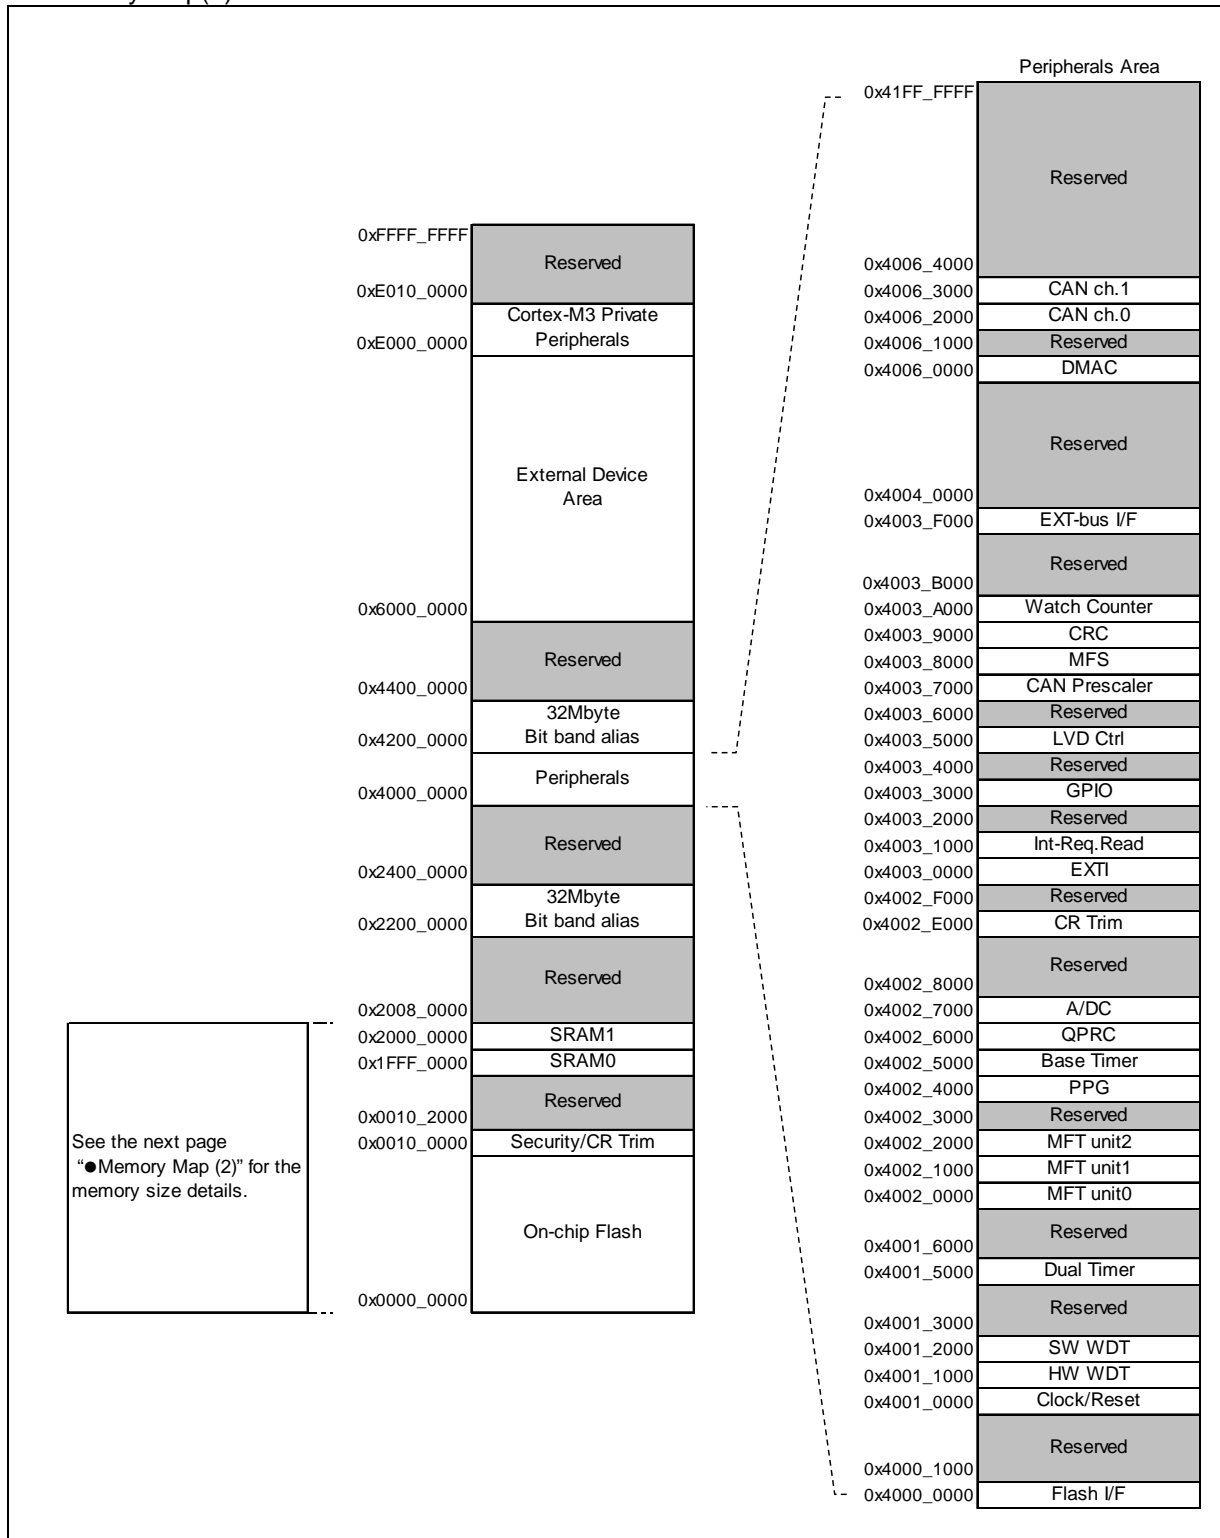 Peripherals Area
0x41FF_FFFF
Reserved
0x4006_4000
0x4006_3000 CAN ch.1
0x4006_2000 CAN ch.0
0x4006_1000 Reserved
0x4006_0000 DMAC
Reserved
0x4004_0000
0x4003_F000 EXT-bus I/F
Reserved
0x4003_B000
0x4003_A000 Watch Counter
0x4003_9000 CRC
0x4003_8000 MFS
0x4003_7000 CAN Prescaler
0x4003_6000 Reserved
0x4003_5000 LVD Ctrl
0x4003_4000 Reserved
0x4003_3000 GPIO
0x4003_2000 Reserved
0x4003_1000 Int-Req.Read
0x4003_0000 EXTI
0x4002_F000 Reserved
0x4002_E000 CR Trim
Reserved
0x4002_8000
0x4002_7000 A/DC
0x4002_6000 QPRC
0x4002_5000 Base Timer
0x4002_4000 PPG
0x4002_3000 Reserved
0x4002_2000 MFT unit2
0x4002_1000 MFT unit1
0x4002_0000 MFT unit0
Reserved
0x4001_6000
0x4001_5000 Dual Timer
Reserved
0x4001_3000
0x4001_2000 SW WDT
0x4001_1000 HW WDT
0x4001_0000 Clock/Reset
Reserved
0x4000_1000
0x4000_0000 Flash I/F
0xFFFF_FFFF
Reserved
0xE010_0000
Cortex-M3 Private
0xE000_0000 Peripherals
External Device
Area
0x6000_0000
Reserved
0x4400_0000
32Mbyte
0x4200_0000 Bit band alias
Peripherals
0x4000_0000
Reserved
0x2400_0000
32Mbyte
0x2200_0000 Bit band alias
Reserved
0x2008_0000
0x2000_0000 SRAM1
0x1FFF_0000 SRAM0
Reserved
0x0010_2000
0x0010_0000 Security/CR Trim
On-chip Flash
0x0000_0000
See the next page
“●Memory Map (2)” for the
memory size details.